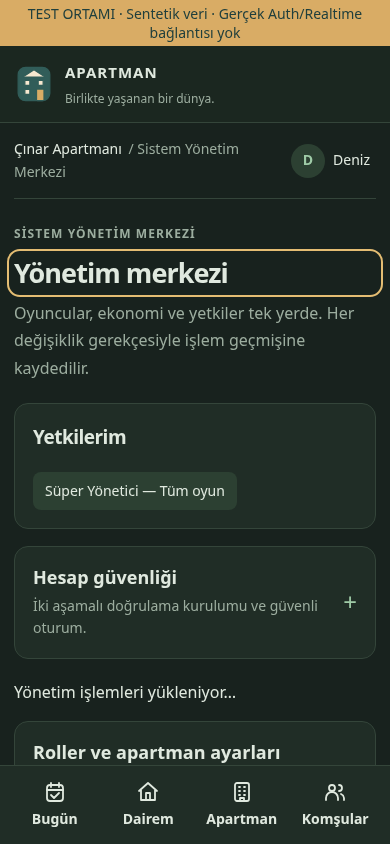 TEST ORTAMI · Sentetik veri · Gerçek Auth/Realtime
bağlantısı yok
APARTMAN
Birlikte yaşanan bir dünya.
Çınar Apartmanı / Sistem Yönetim
Merkezi
D Deniz
SİSTEM YÖNETİM MERKEZİ
Yönetim merkezi
Oyuncular, ekonomi ve yetkiler tek yerde. Her
değişiklik gerekçesiyle işlem geçmişine
kaydedilir.
Yetkilerim
Süper Yönetici — Tüm oyun
Hesap güvenliği
İki aşamalı doğrulama kurulumu ve güvenli
oturum.
+
Yönetim işlemleri yükleniyor...
Roller ve apartman ayarları
Bugün Dairem Apartman Komşular